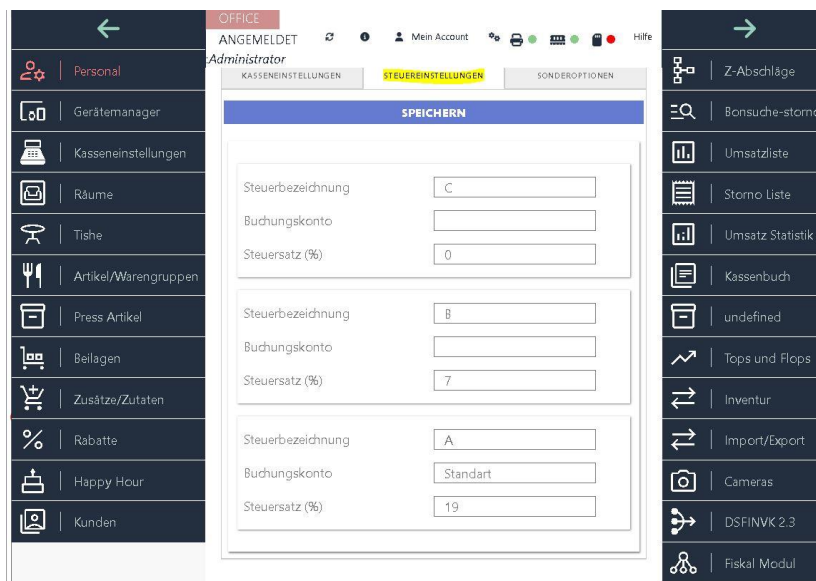 OFFICE
ANGEMELDET
Administrator
Mein Account
Hilfe
Personal
Gerätemanager
Kasseneinstellungen
Räume
Tishe
Artikel/Warengruppen
Press Artikel
Beilagen
Zusätze/Zutaten
Rabatte
Happy Hour
Kunden
KASSENEINSTELLUNGEN
STEUEREINSTELLUNGEN
SONDEROPTIONEN
SPEICHERN
Steuerbezeichnung C
Buchungskonto
Steuersatz (%) 0
Steuerbezeichnung B
Buchungskonto
Steuersatz (%) 7
Steuerbezeichnung A
Buchungskonto Standart
Steuersatz (%) 19
Z-Abschläge
Bonsuche-storno
Umsatzliste
Storno Liste
Umsatz Statistik
Kassenbuch
undefined
Tops und Flops
Inventur
Import/Export
Cameras
DSFINVK 2.3
Fiskal Modul